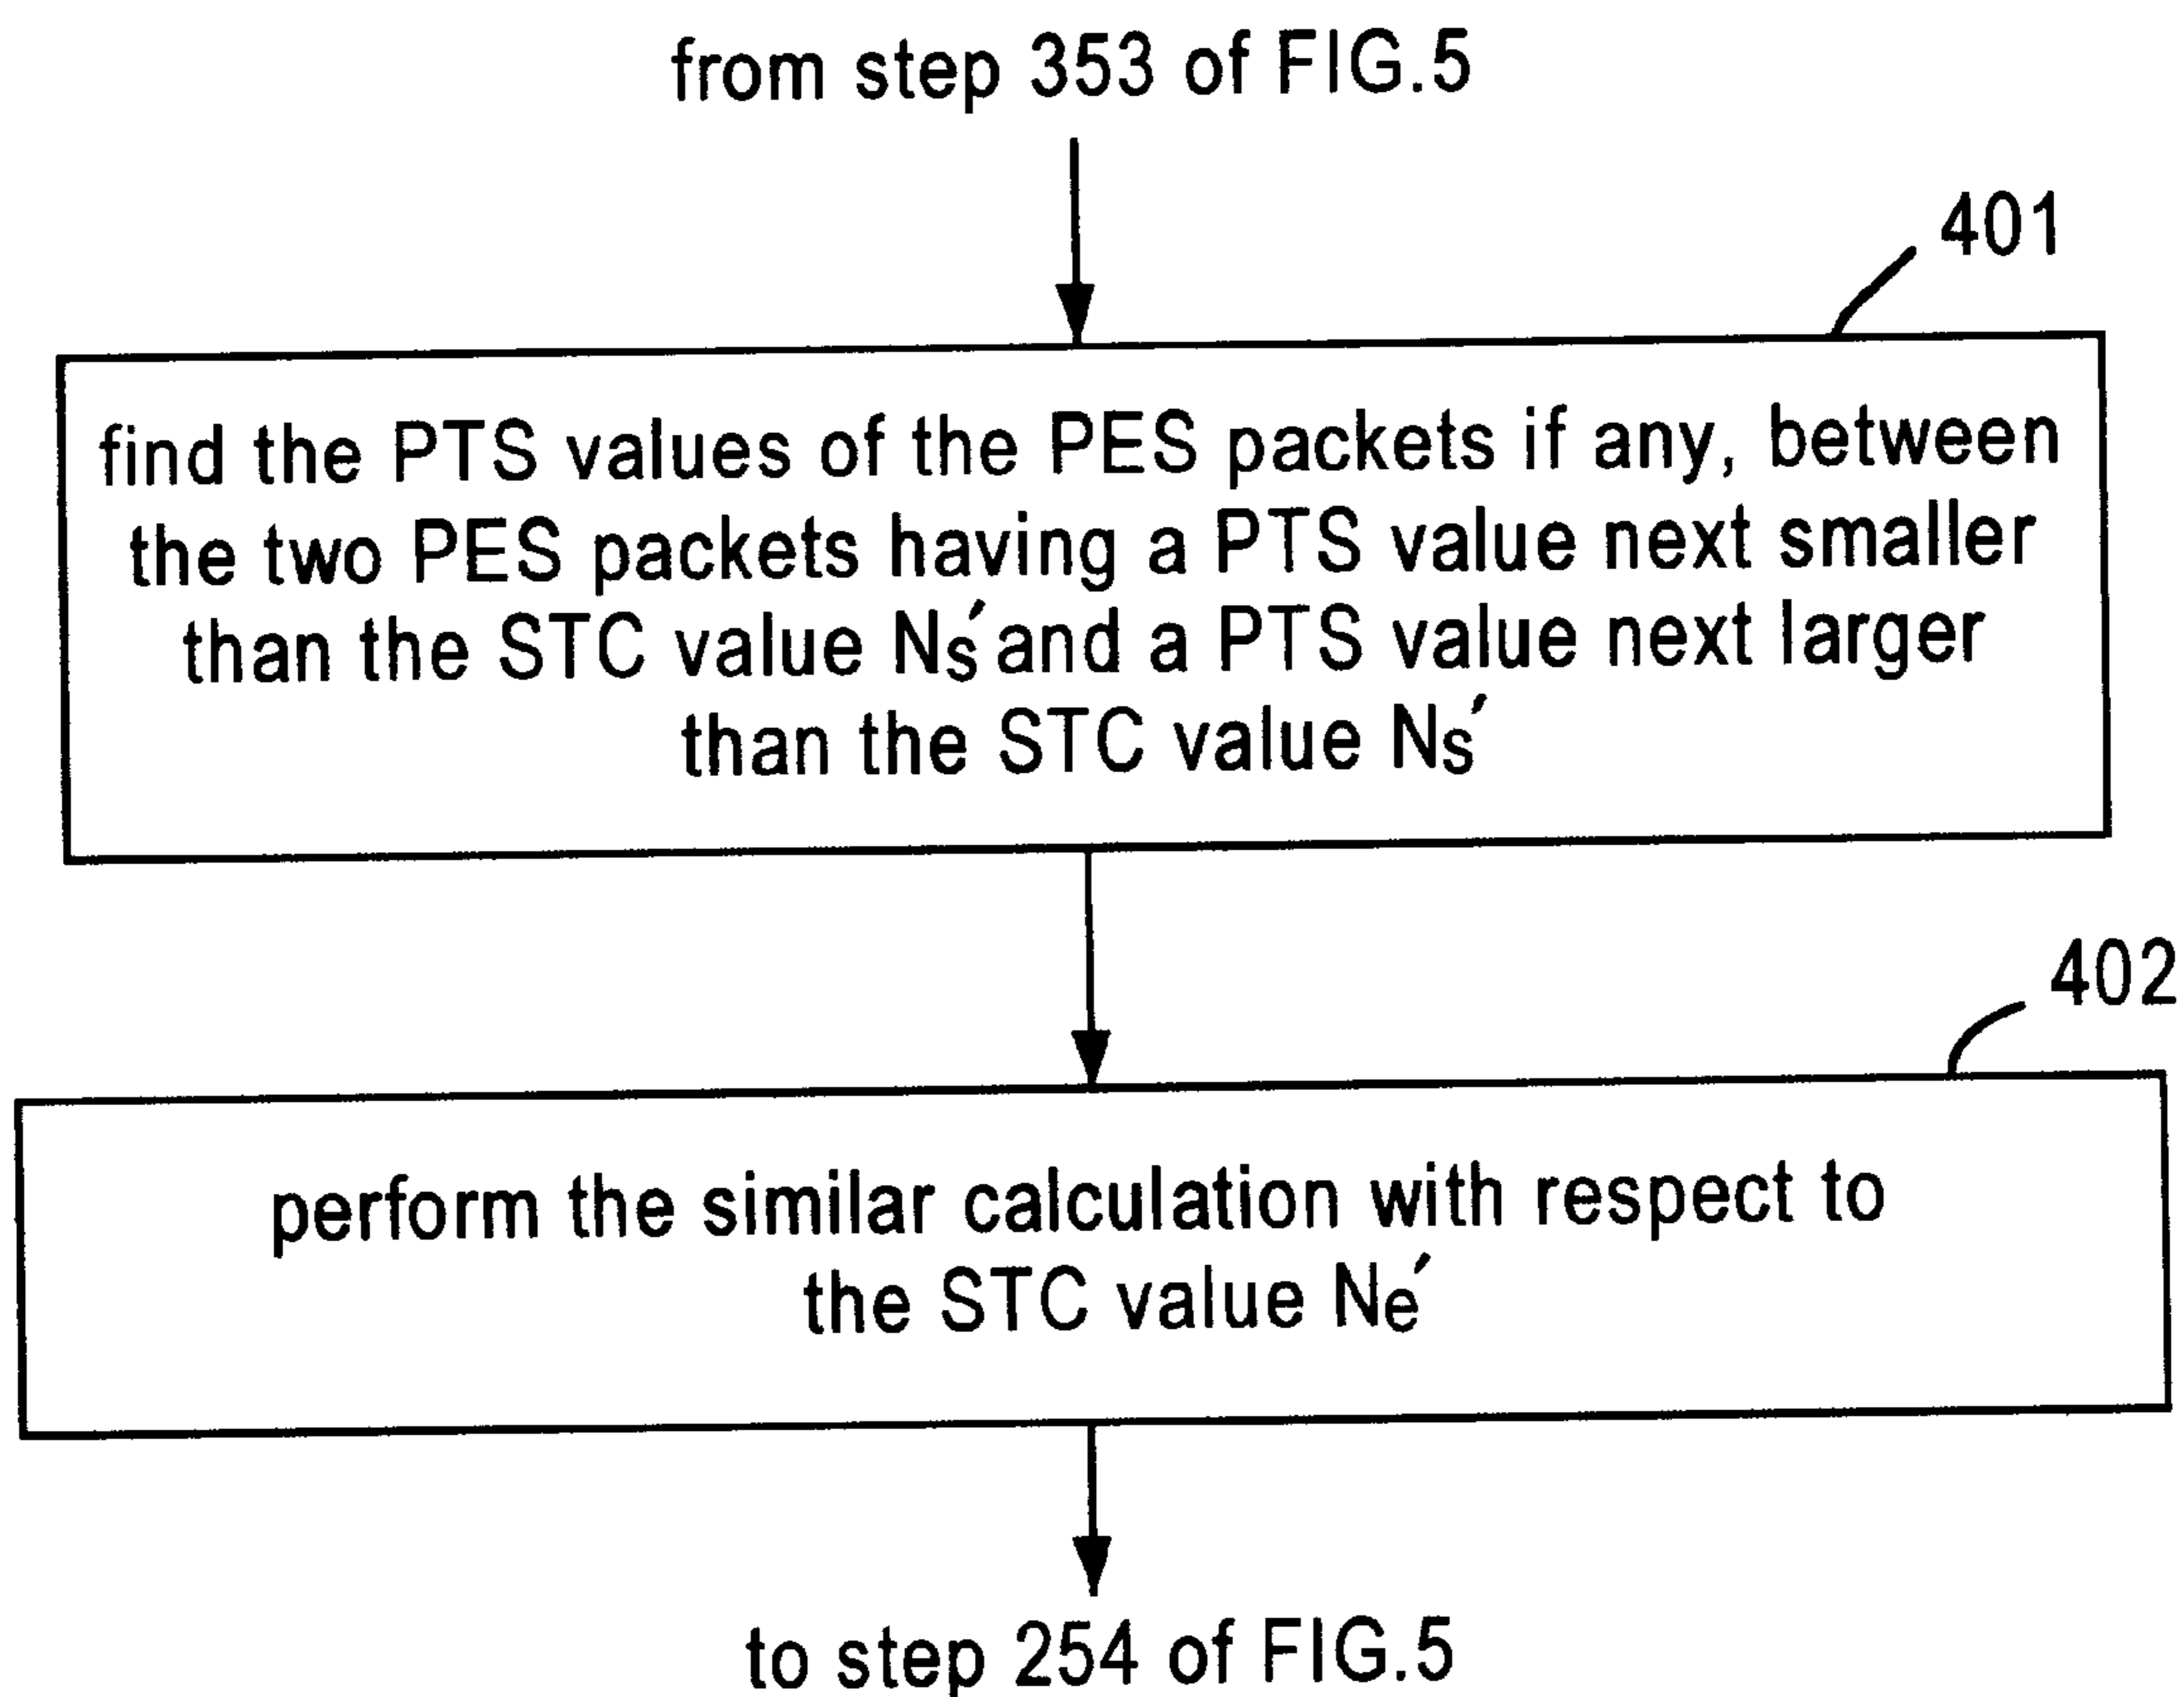 from step 353 of FIG.5
401
find the PTS values of the PES packets if any, between
the two PES packets having a PTS value next smaller
than the STC value Ns′ and a PTS value next larger
than the STC value Ns′
402
perform the similar calculation with respect to
the STC value Ne′
to step 254 of FIG.5